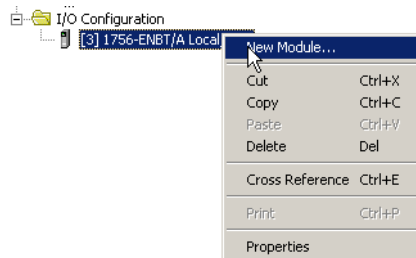 I/O Configuration
[3] 1756-ENBT/A Local
New Module...
Cut Ctrl+X
Copy Ctrl+C
Paste Ctrl+V
Delete Del
Cross Reference Ctrl+E
Print Ctrl+P
Properties